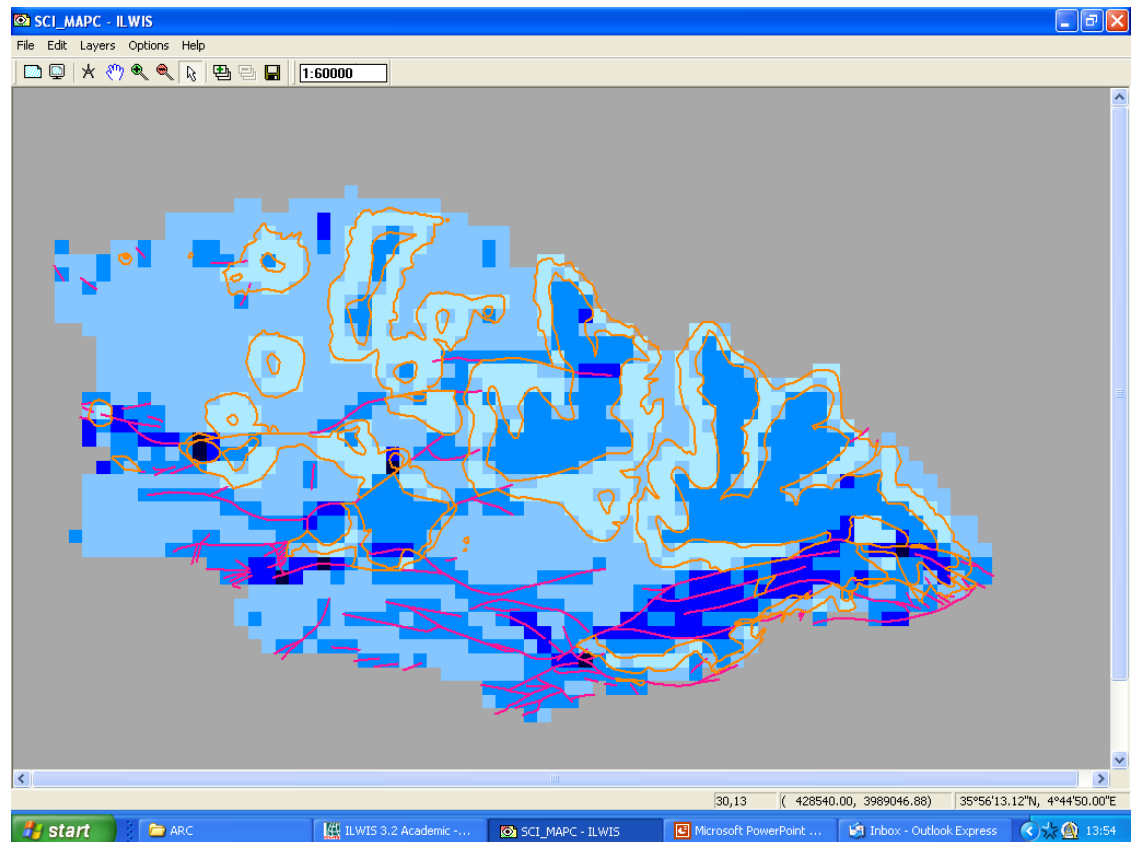 SCI_MAPC - ILWIS
File Edit Layers Options Help
1:60000
30,13 ( 428540.00, 3989046.88) 35°56'13.12"N, 4°44'50.00"E
start ARC ILWIS 3.2 Academic -... SCI_MAPC - ILWIS Microsoft PowerPoint ... Inbox - Outlook Express 13:54